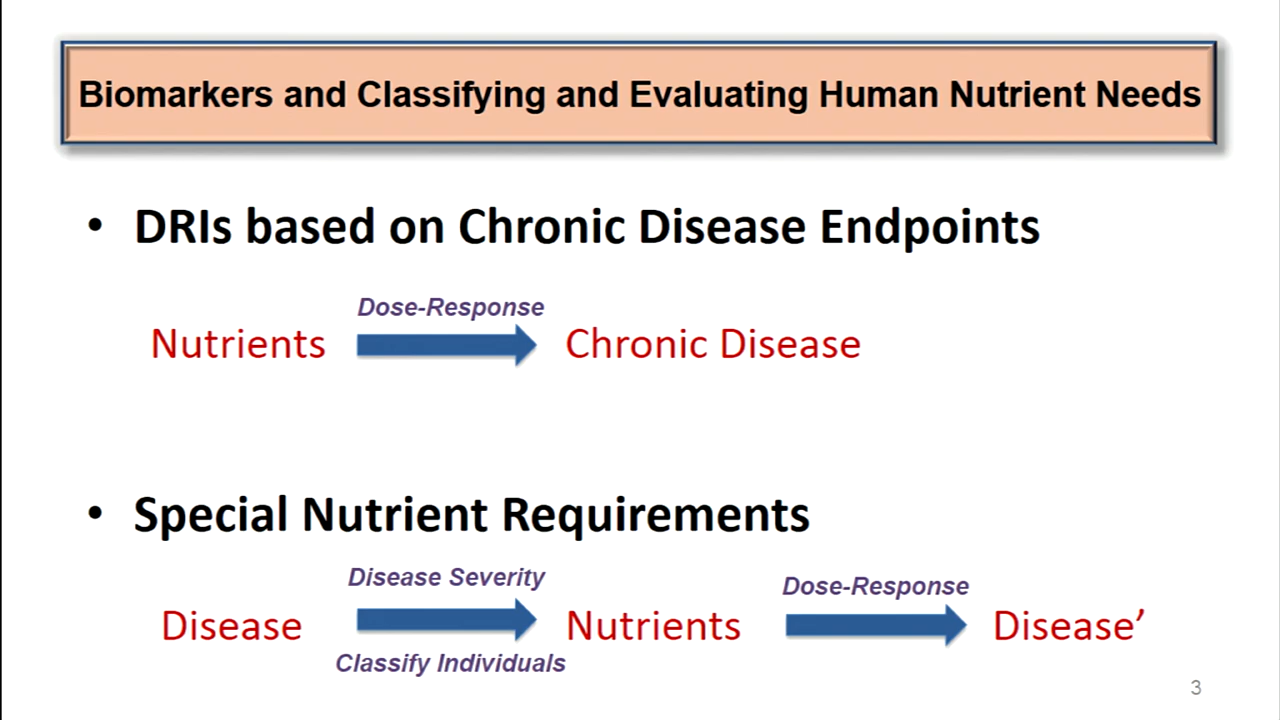 Biomarkers and Classifying and Evaluating Human Nutrient Needs
• DRIs based on Chronic Disease Endpoints
Dose-Response
Nutrients Chronic Disease
• Special Nutrient Requirements
Disease Severity Dose-Response
Disease Nutrients Disease’
Classify Individuals
3